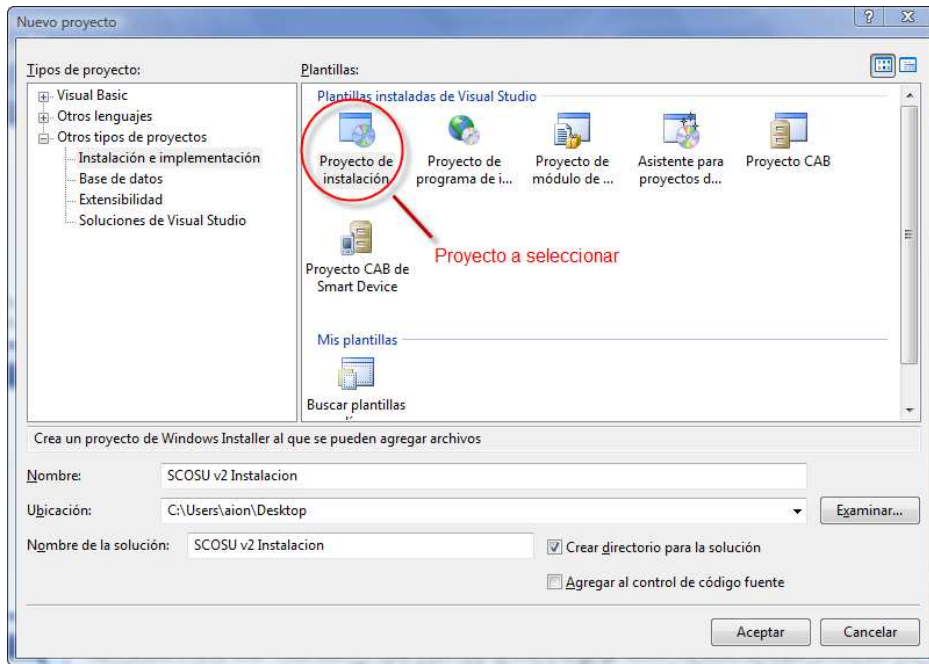 Nuevo proyecto
Tipos de proyecto:
Plantillas:
Visual Basic
Otros lenguajes
Otros tipos de proyectos
Instalación e implementación
Base de datos
Extensibilidad
Soluciones de Visual Studio
Plantillas instaladas de Visual Studio
Proyecto de instalación
Proyecto de programa de i...
Proyecto de módulo de ...
Asistente para proyectos d...
Proyecto CAB
Proyecto CAB de Smart Device
Proyecto a seleccionar
Mis plantillas
Buscar plantillas
Crea un proyecto de Windows Installer al que se pueden agregar archivos
Nombre:
SCOSU v2 Instalacion
Ubicación:
C:\Users\aion\Desktop
Examinar...
Nombre de la solución:
SCOSU v2 Instalacion
Crear directorio para la solución
Agregar al control de código fuente
Aceptar
Cancelar